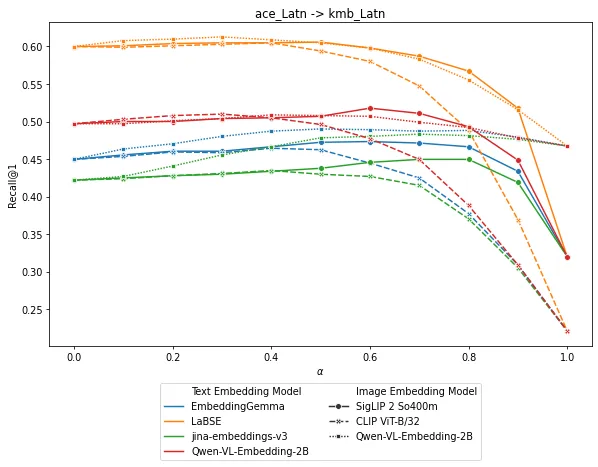 ace_Latn -> kmb_Latn
Recall@1
0.60
0.55
0.50
0.45
0.40
0.35
0.30
0.25
0.0
0.2
0.4
0.6
0.8
1.0
α
Text Embedding Model
EmbeddingGemma
LaBSE
jina-embeddings-v3
Qwen-VL-Embedding-2B
Image Embedding Model
SigLIP 2 So400m
CLIP ViT-B/32
Qwen-VL-Embedding-2B